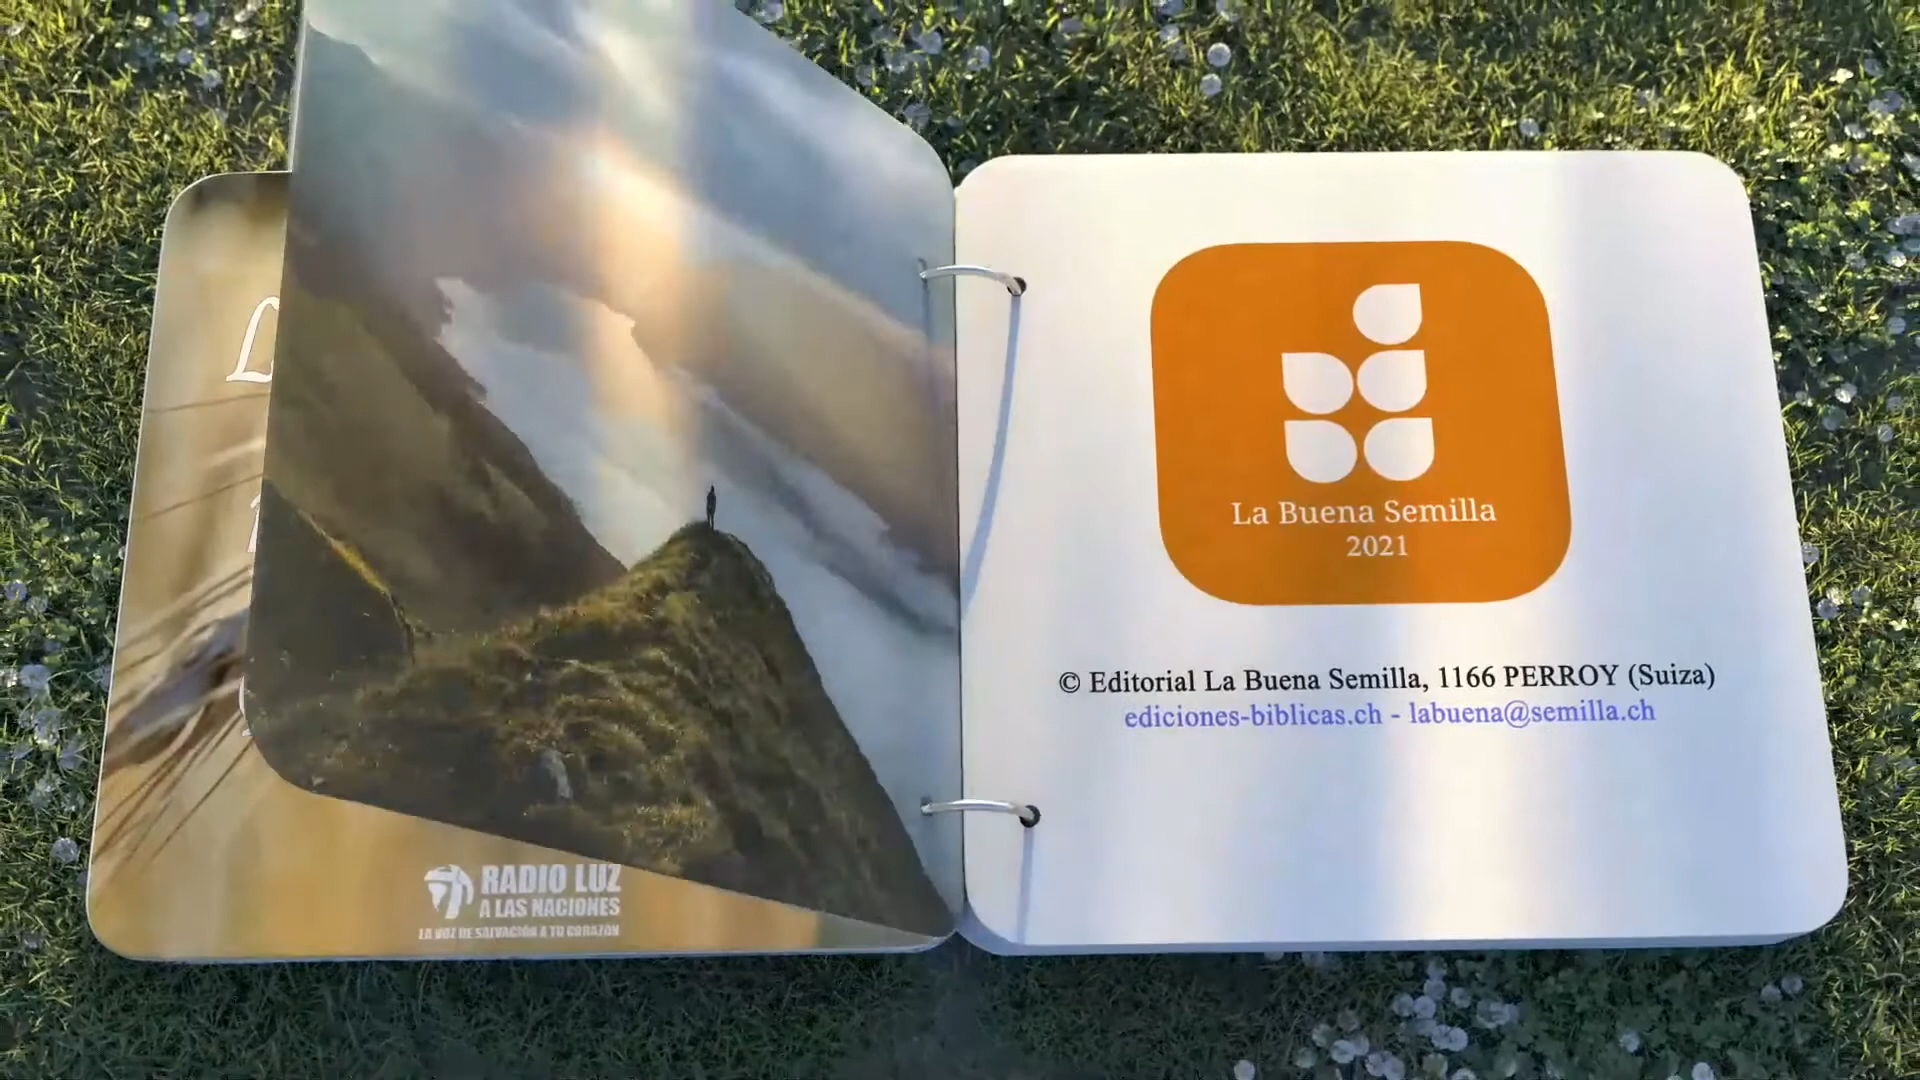 RADIO LUZ
A LAS NACIONES
LA VOZ DE SALVACIÓN A TU CORAZÓN
La Buena Semilla
2021
© Editorial La Buena Semilla, 1166 PERROY (Suiza)
ediciones-biblicas.ch - labuena@semilla.ch